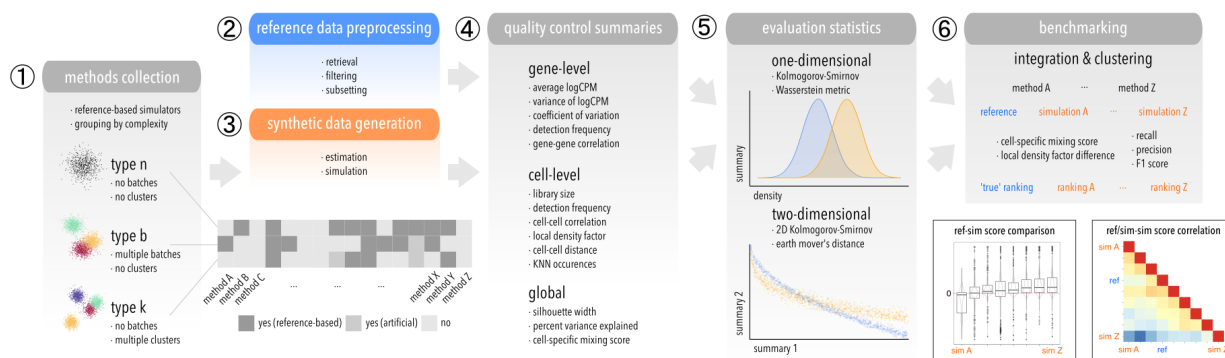 ① methods collection
· reference-based simulators
· grouping by complexity
type n
· no batches
· no clusters
type b
· multiple batches
· no clusters
type k
· no batches
· multiple clusters
② reference data preprocessing
· retrieval
· filtering
· subsetting
③ synthetic data generation
· estimation
· simulation
method A
method B
method C
...
...
method X
method Y
method Z
yes (reference-based)
yes (artificial)
no
④ quality control summaries
gene-level
· average logCPM
· variance of logCPM
· coefficient of variation
· detection frequency
· gene-gene correlation
cell-level
· library size
· detection frequency
· cell-cell correlation
· local density factor
· cell-cell distance
· KNN occurences
global
· silhouette width
· percent variance explained
· cell-specific mixing score
⑤ evaluation statistics
one-dimensional
· Kolmogorov-Smirnov
· Wasserstein metric
summary
density
two-dimensional
· 2D Kolmogorov-Smirnov
· earth mover's distance
summary 2
summary 1
⑥ benchmarking
integration & clustering
method A ... method Z
reference simulation A ... simulation Z
· cell-specific mixing score
· local density factor difference
· recall
· precision
· F1 score
'true' ranking ranking A ... ranking Z
ref-sim score comparison
0
sim A
sim Z
ref/sim-sim score correlation
sim A
ref
sim Z
sim A ref sim Z